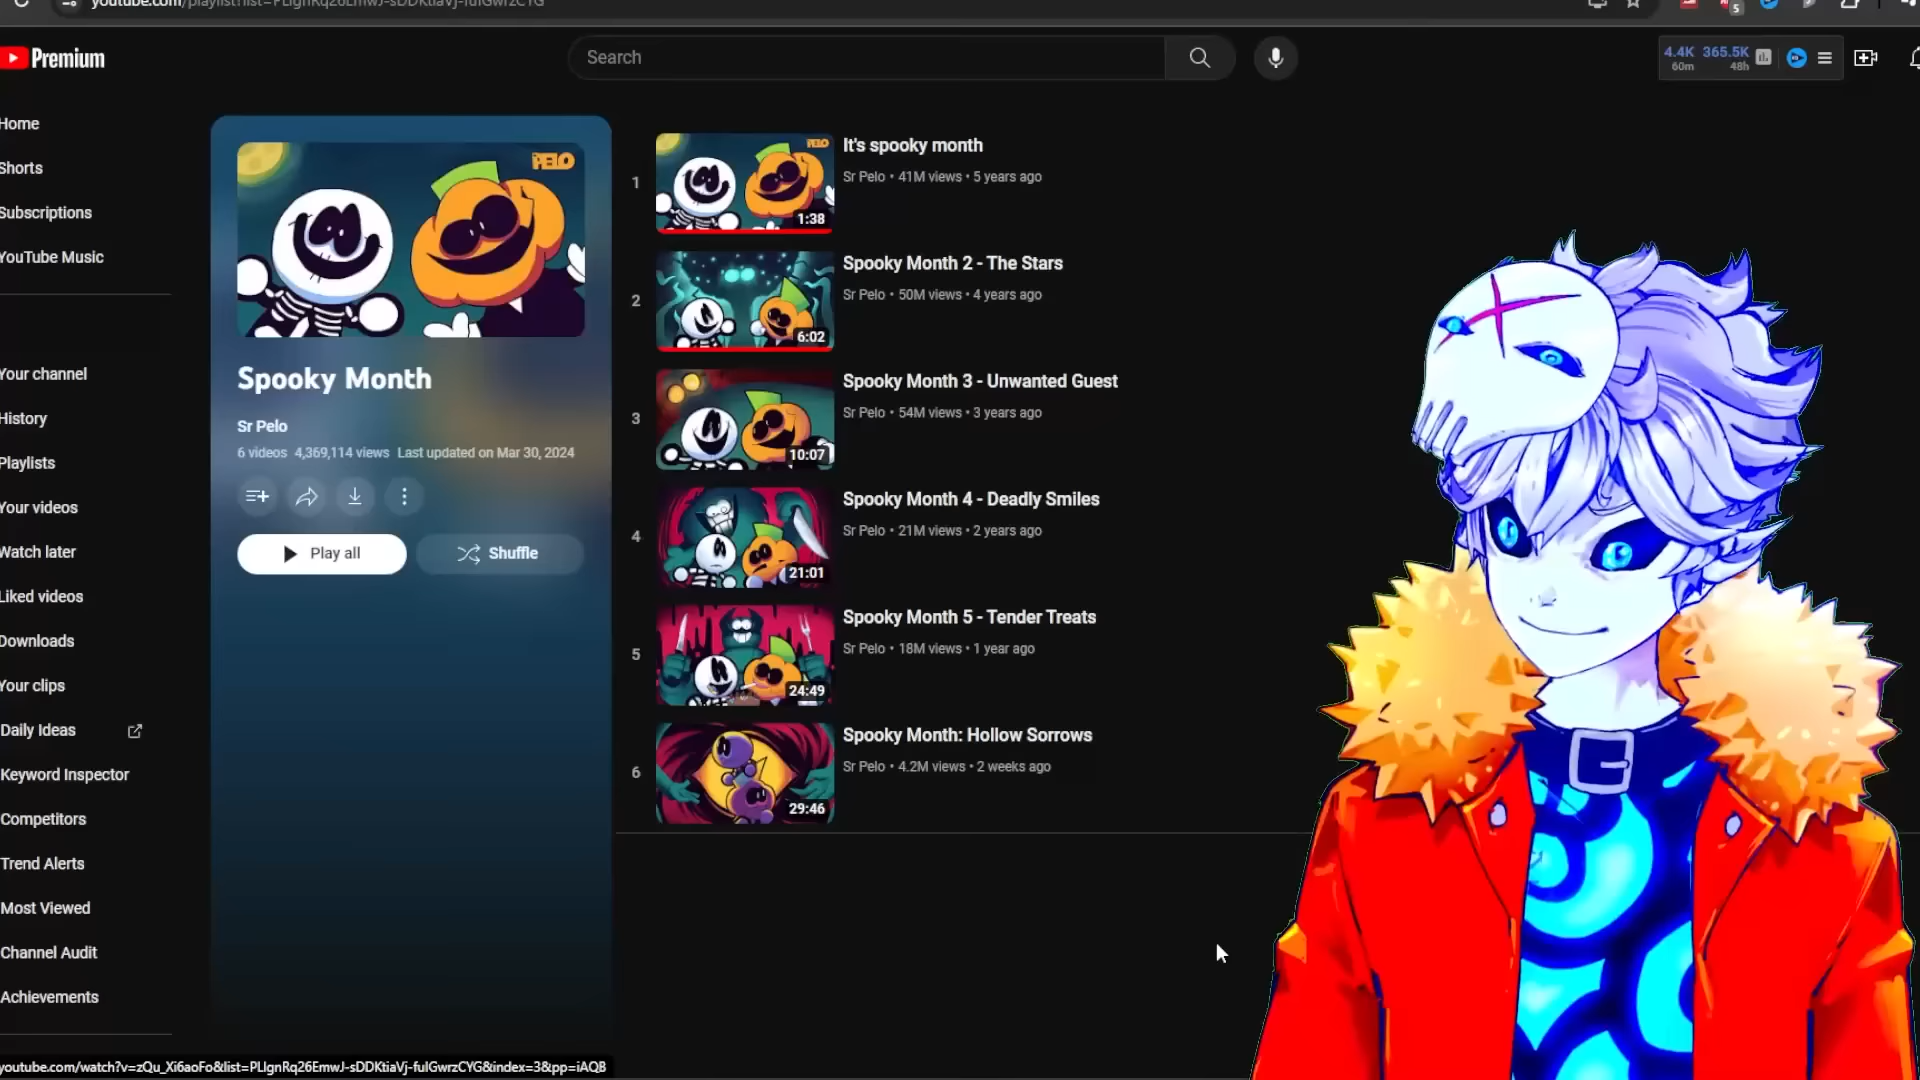 youtube.com/playlist?list=PLIgnRq26EmwJ-sDDKtiaVj-fulGwrzCYG
5
Premium
Search
4.4K 365.5K
60m 48h
Home
Shorts
Subscriptions
YouTube Music
Your channel
History
Playlists
Your videos
Watch later
Liked videos
Downloads
Your clips
Daily Ideas
Keyword Inspector
Competitors
Trend Alerts
Most Viewed
Channel Audit
Achievements
PELO
Spooky Month
Sr Pelo
6 videos 4,369,114 views Last updated on Mar 30, 2024
Play all
Shuffle
1
PELO
1:38
It's spooky month
Sr Pelo • 41M views • 5 years ago
2
6:02
Spooky Month 2 - The Stars
Sr Pelo • 50M views • 4 years ago
3
10:07
Spooky Month 3 - Unwanted Guest
Sr Pelo • 54M views • 3 years ago
4
21:01
Spooky Month 4 - Deadly Smiles
Sr Pelo • 21M views • 2 years ago
5
24:49
Spooky Month 5 - Tender Treats
Sr Pelo • 18M views • 1 year ago
6
29:46
Spooky Month: Hollow Sorrows
Sr Pelo • 4.2M views • 2 weeks ago
youtube.com/watch?v=zQu_Xi6aoFo&list=PLIgnRq26EmwJ-sDDKtiaVj-fulGwrzCYG&index=3&pp=iAQB